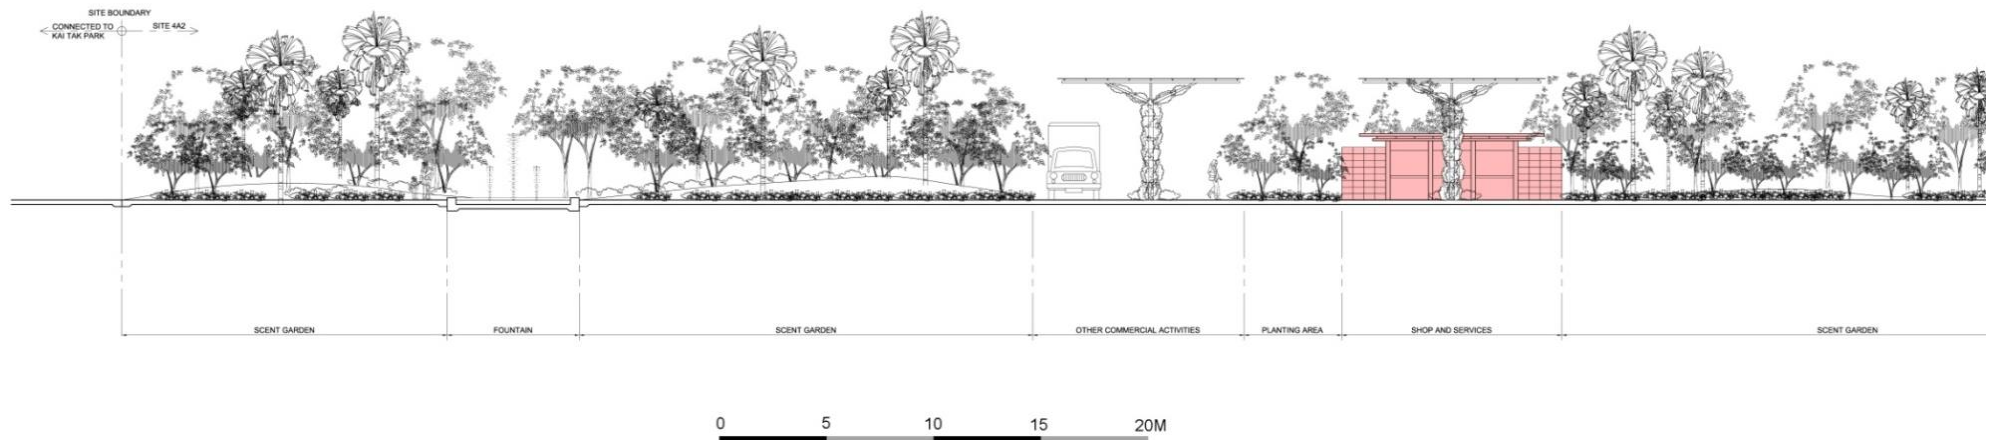 SITE BOUNDARY
CONNECTED TO
KAI TAK PARK
SITE 4A2
SCENT GARDEN
FOUNTAIN
SCENT GARDEN
OTHER COMMERCIAL ACTIVITIES
PLANTING AREA
SHOP AND SERVICES
SCENT GARDEN
0 5 10 15 20M